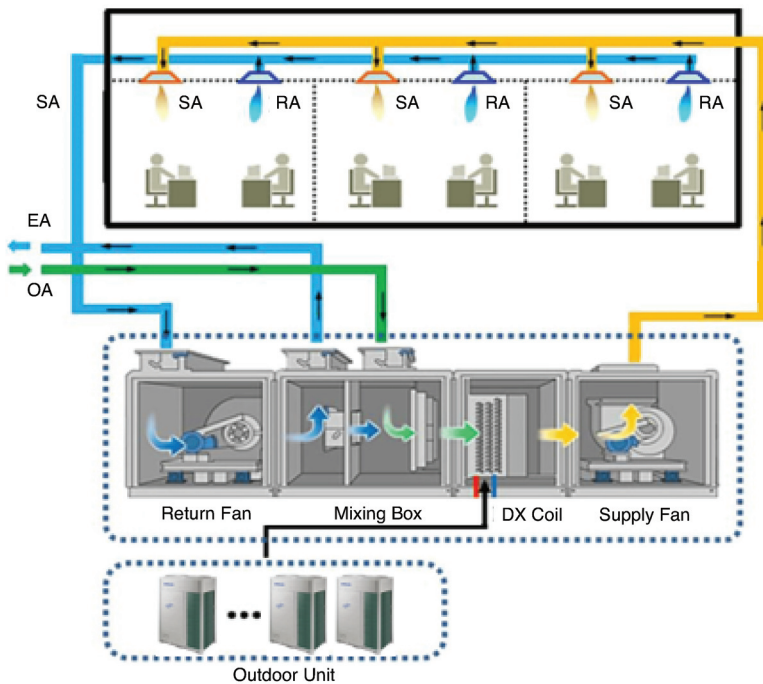 SA
SA
RA
SA
RA
SA
RA
EA
OA
Return Fan
Mixing Box
DX Coil
Supply Fan
Outdoor Unit